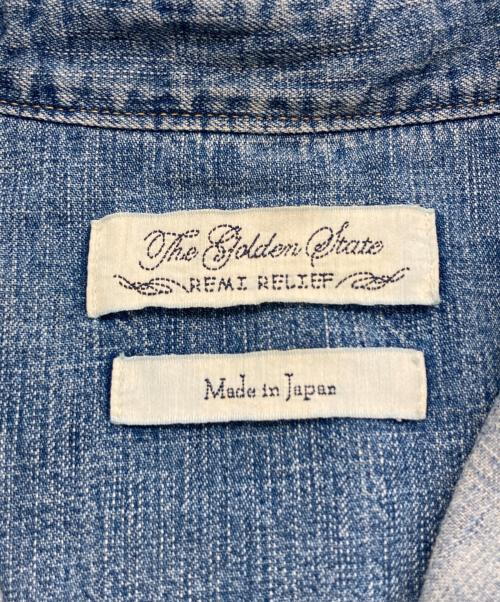 The Golden State
REMI RELIEF
Made in Japan